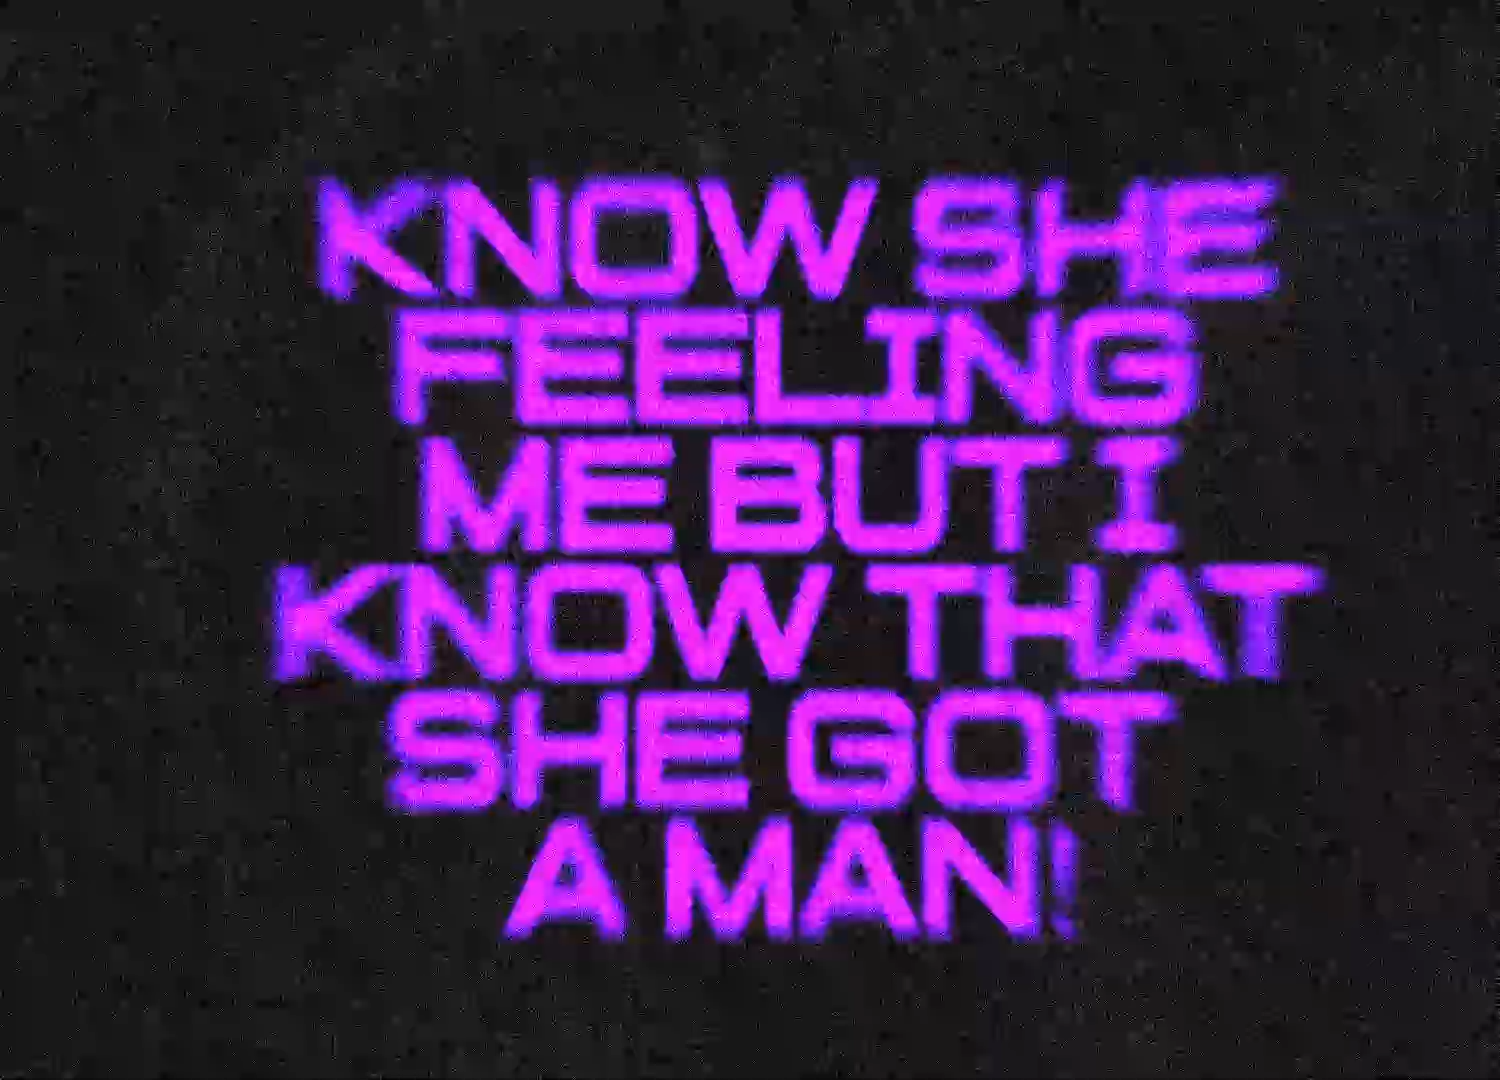 KNOW SHE
FEELING
ME BUT I
KNOW THAT
SHE GOT
A MAN!